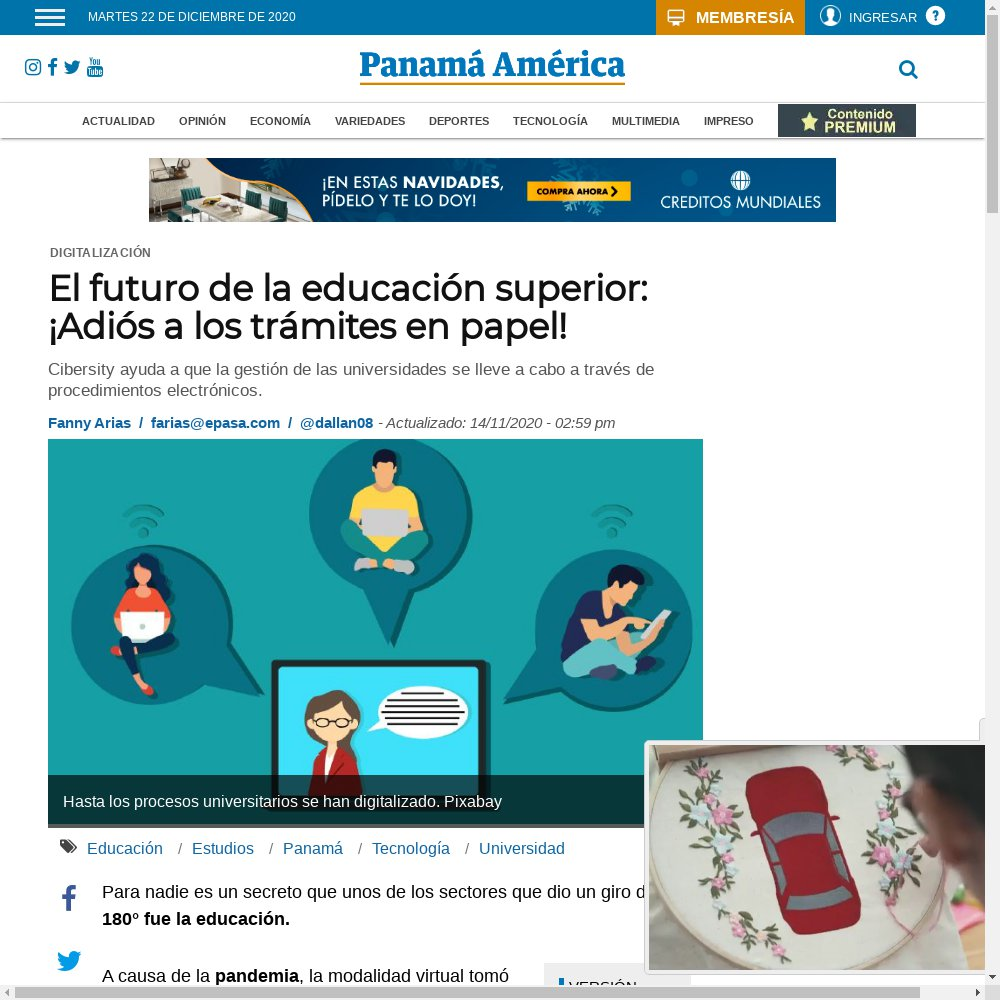 MARTES 22 DE DICIEMBRE DE 2020
MEMBRESÍA
INGRESAR
?
You
Tube
Panamá América
ACTUALIDAD OPINIÓN ECONOMÍA VARIEDADES DEPORTES TECNOLOGÍA MULTIMEDIA IMPRESO
Contenido
PREMIUM
¡EN ESTAS NAVIDADES,
PÍDELO Y TE LO DOY!
COMPRA AHORA
CREDITOS MUNDIALES
DIGITALIZACIÓN
El futuro de la educación superior:
¡Adiós a los trámites en papel!
Cibersity ayuda a que la gestión de las universidades se lleve a cabo a través de
procedimientos electrónicos.
Fanny Arias / farias@epasa.com / @dallan08 - Actualizado: 14/11/2020 - 02:59 pm
Hasta los procesos universitarios se han digitalizado. Pixabay
Educación / Estudios / Panamá / Tecnología / Universidad
Para nadie es un secreto que unos de los sectores que dio un giro d
180° fue la educación.
A causa de la pandemia, la modalidad virtual tomó
VERSIÓN